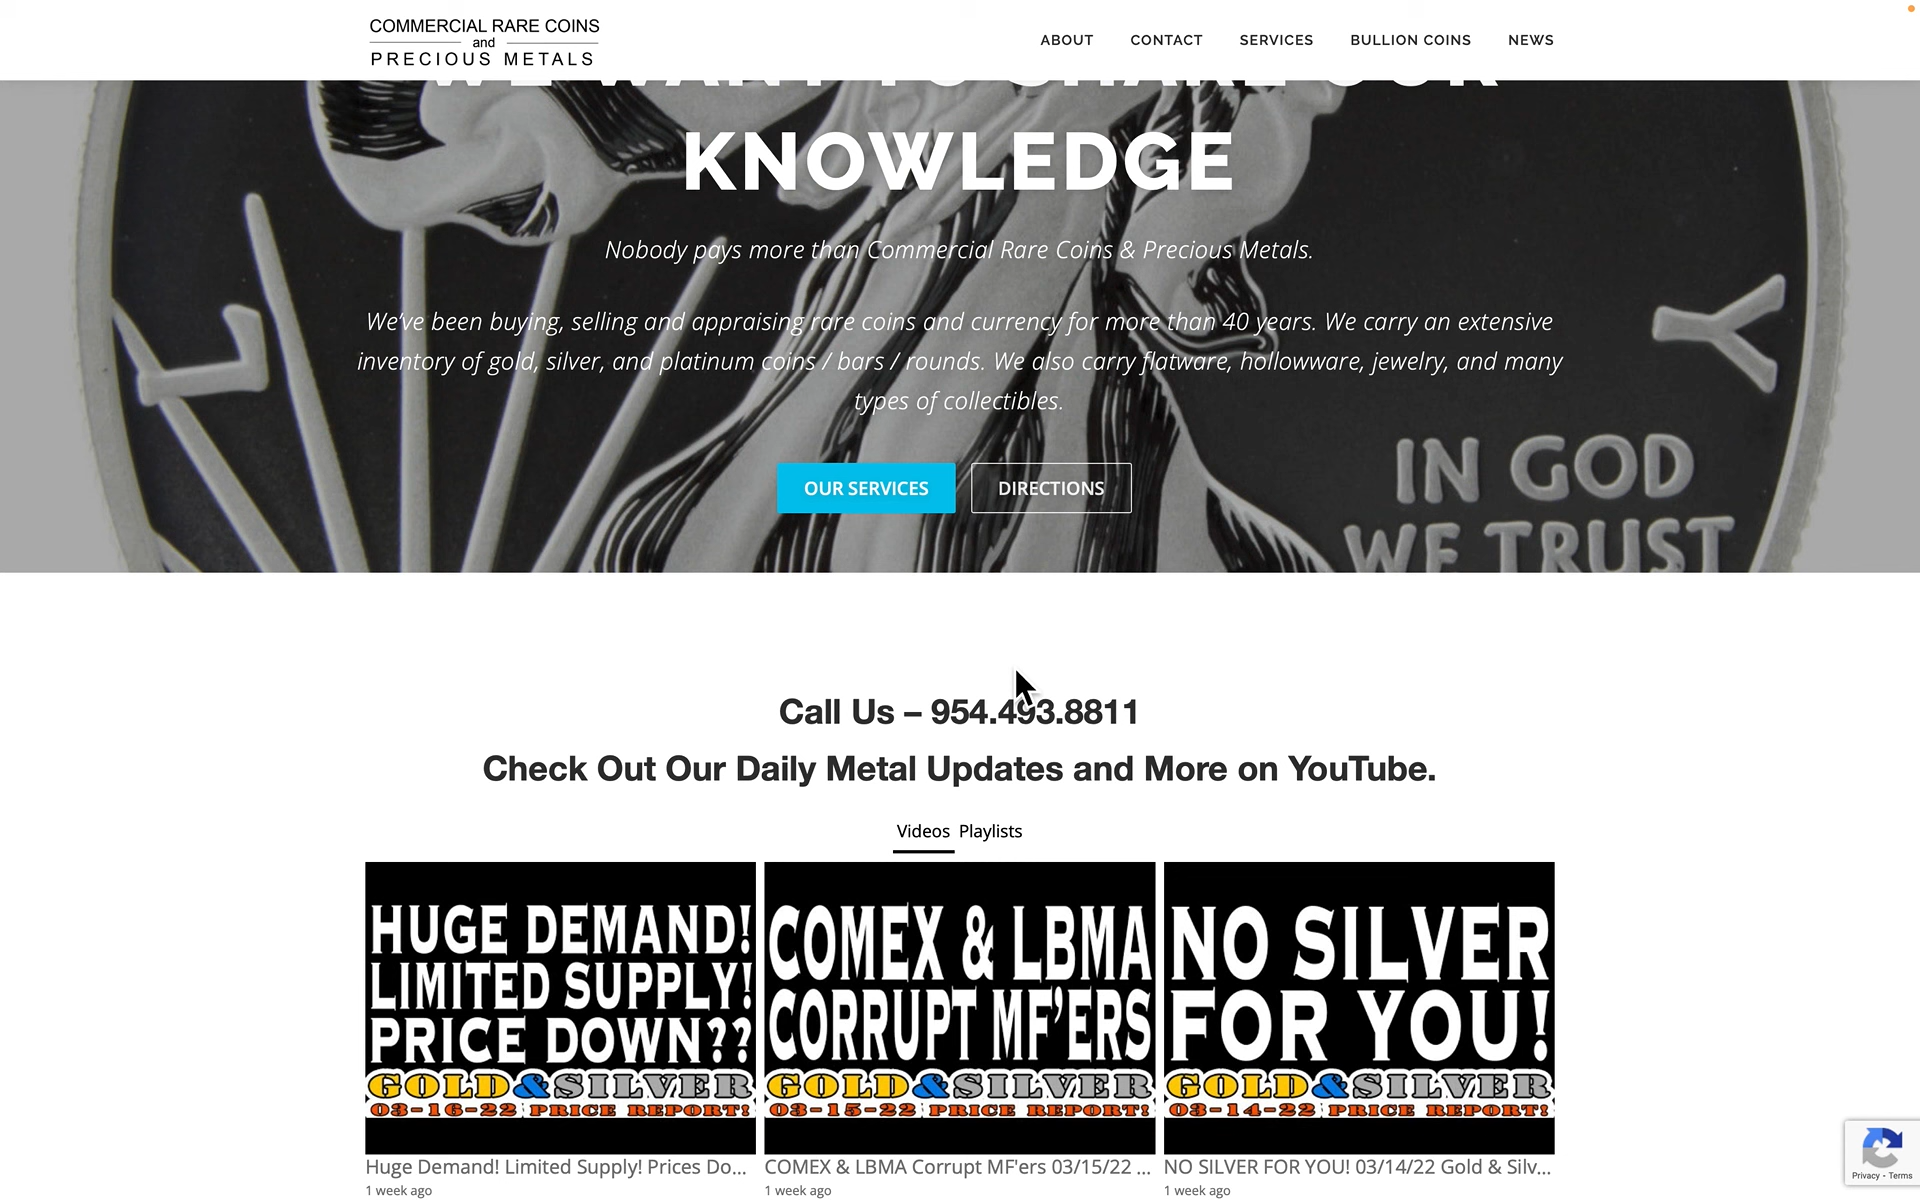 COMMERCIAL RARE COINS
and
PRECIOUS METALS
ABOUT CONTACT SERVICES BULLION COINS NEWS
WE WANT TO SHARE OUR
KNOWLEDGE
Nobody pays more than Commercial Rare Coins & Precious Metals.
We've been buying, selling and appraising rare coins and currency for more than 40 years. We carry an extensive
inventory of gold, silver, and platinum coins / bars / rounds. We also carry flatware, hollowware, jewelry, and many
types of collectibles.
OUR SERVICES DIRECTIONS
L
Y
IN GOD
WE TRUST
Call Us – 954.493.8811
Check Out Our Daily Metal Updates and More on YouTube.
Videos Playlists
HUGE DEMAND!
LIMITED SUPPLY!
PRICE DOWN??
GOLD&SILVER
03-16-22 PRICE REPORT!
COMEX & LBMA
CORRUPT MF'ERS
GOLD&SILVER
03-15-22 PRICE REPORT!
NO SILVER
FOR YOU!
GOLD&SILVER
03-14-22 PRICE REPORT!
Huge Demand! Limited Supply! Prices Do...
1 week ago
COMEX & LBMA Corrupt MF'ers 03/15/22 ...
1 week ago
NO SILVER FOR YOU! 03/14/22 Gold & Silv...
1 week ago
Privacy - Terms